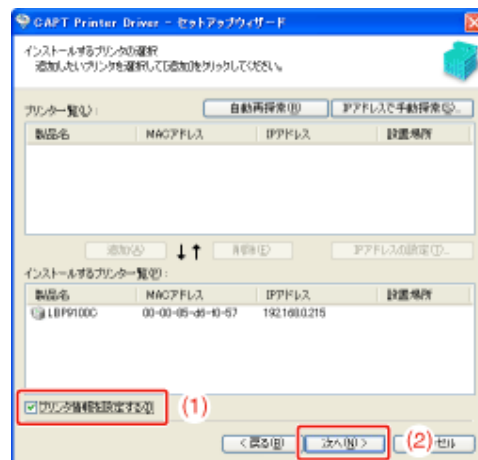 CAPT Printer Driver - セットアップウィザード
インストールするプリンタの選択
追加したいプリンタを選択して[追加]をクリックしてください。
プリンター覧(L): 自動再探索(U) IPアドレスで手動探索(S)...
製品名 MACアドレス IPアドレス 設置場所
追加(A) ↓↑ 削除(E) IPアドレスの設定(T)...
インストールするプリンター覧(P):
製品名 MACアドレス IPアドレス 設置場所
LBP9100C 192.168.0.215
プリンタ情報を設定する(I) (1)
< 戻る(B) 次へ(N) > (2) セル